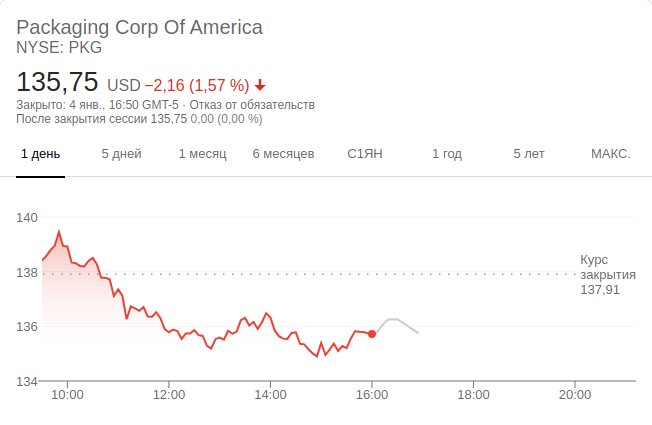 Packaging Corp Of America
NYSE: PKG
135,75 USD −2,16 (1,57 %)
Закрыто: 4 янв., 16:50 GMT-5 · Отказ от обязательств
После закрытия сессии 135,75 0,00 (0,00 %)
1 день 5 дней 1 месяц 6 месяцев С1ЯН 1 год 5 лет МАКС.
140
138
136
134
Курс
закрытия
137,91
10:00 12:00 14:00 16:00 18:00 20:00